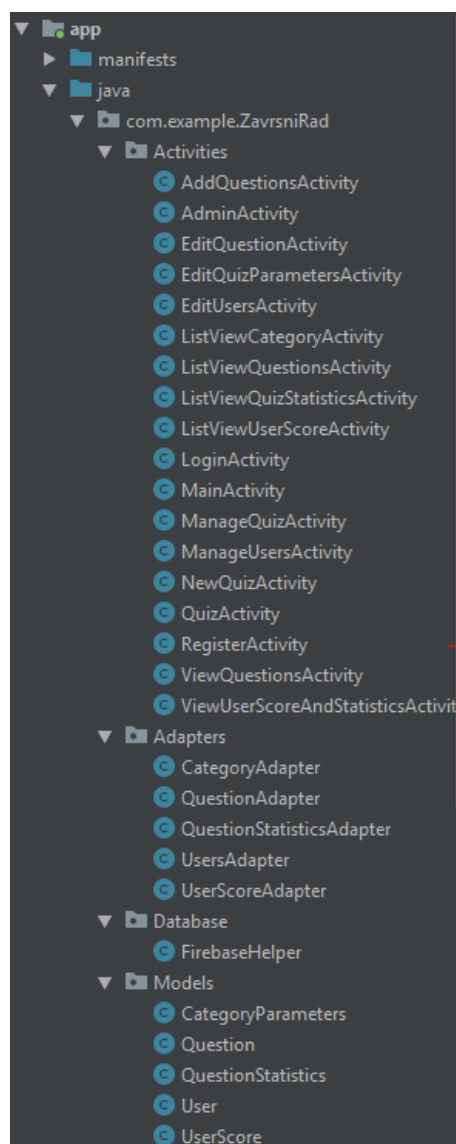 app
manifests
java
com.example.ZavrsniRad
Activities
AddQuestionsActivity
AdminActivity
EditQuestionActivity
EditQuizParametersActivity
EditUsersActivity
ListViewCategoryActivity
ListViewQuestionsActivity
ListViewQuizStatisticsActivity
ListViewUserScoreActivity
LoginActivity
MainActivity
ManageQuizActivity
ManageUsersActivity
NewQuizActivity
QuizActivity
RegisterActivity
ViewQuestionsActivity
ViewUserScoreAndStatisticsActivit
Adapters
CategoryAdapter
QuestionAdapter
QuestionStatisticsAdapter
UsersAdapter
UserScoreAdapter
Database
FirebaseHelper
Models
CategoryParameters
Question
QuestionStatistics
User
UserScore